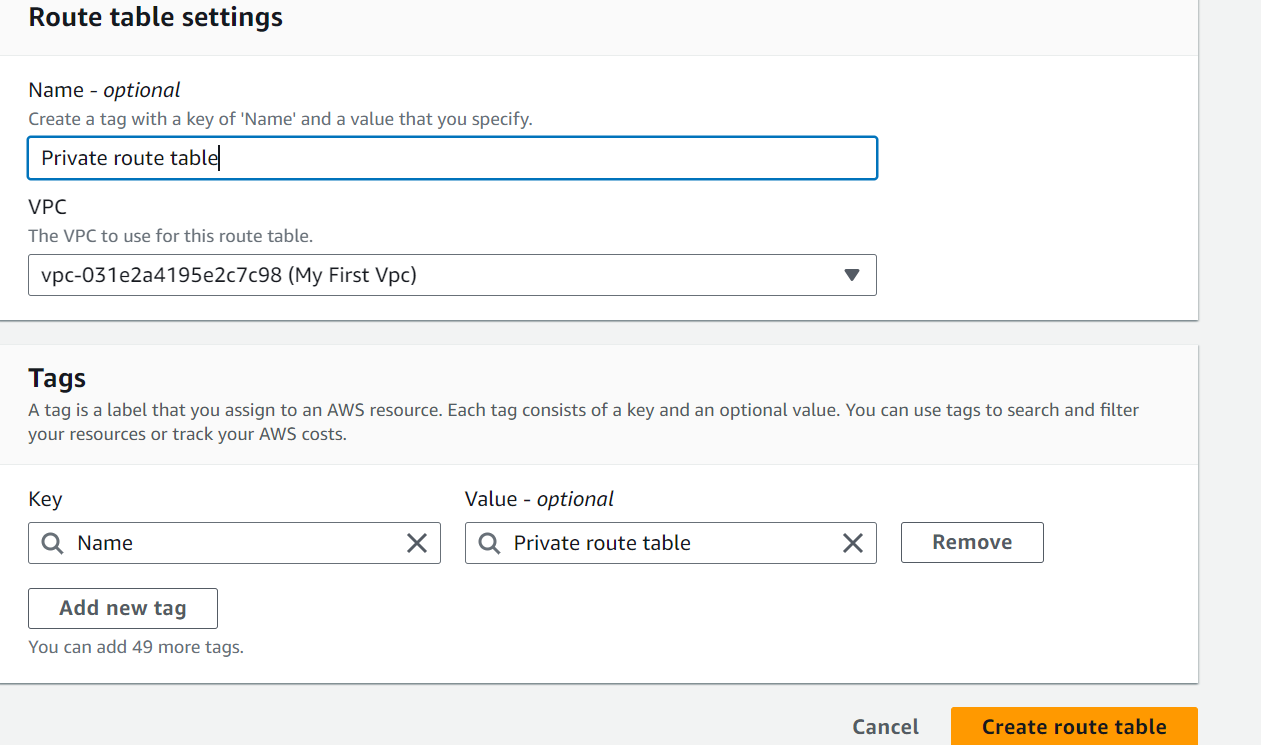 Route table settings
Name - optional
Create a tag with a key of 'Name' and a value that you specify.
Private route table
VPC
The VPC to use for this route table.
vpc-031e2a4195e2c7c98 (My First Vpc)
Tags
A tag is a label that you assign to an AWS resource. Each tag consists of a key and an optional value. You can use tags to search and filter
your resources or track your AWS costs.
Key
Value - optional
Name
Private route table
Remove
Add new tag
You can add 49 more tags.
Cancel
Create route table